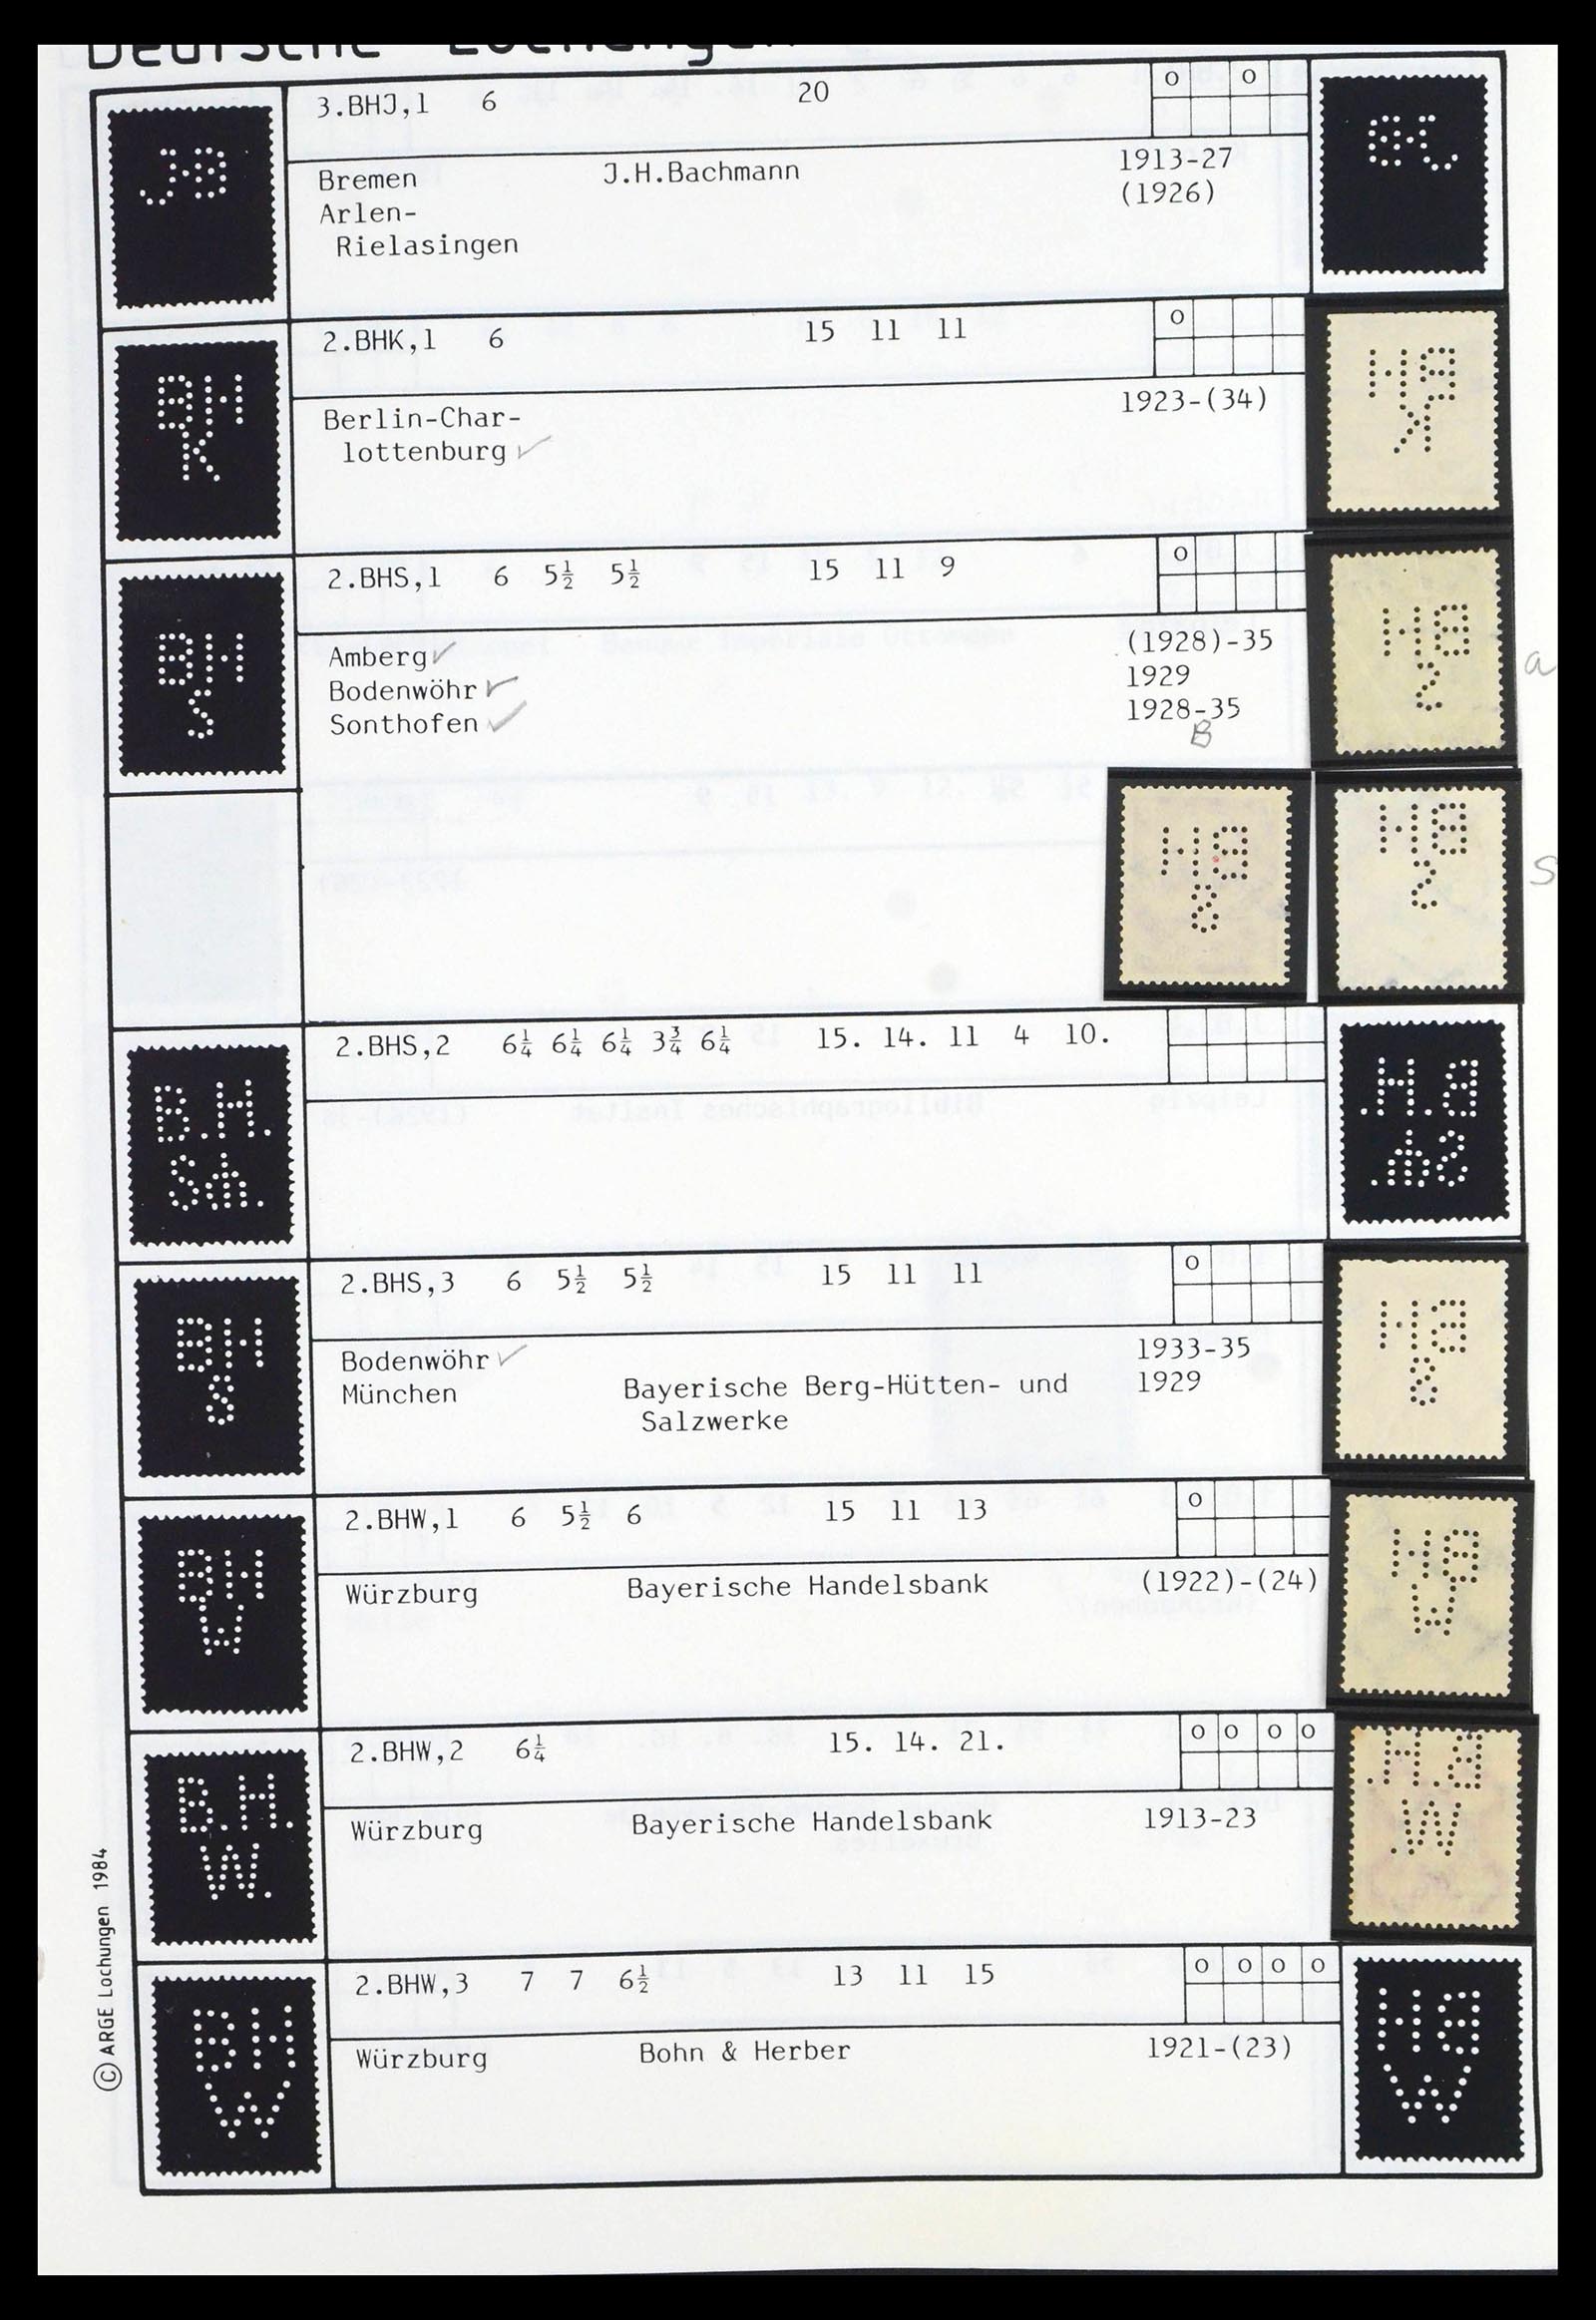 Deutsche Lochungen
3.BHJ,1 6 20 o o
Bremen J.H.Bachmann 1913-27
Arlen- (1926)
Rielasingen
2.BHK,1 6 15 11 11 o
BH
K
Berlin-Char- 1923-(34)
lottenburg ✓
2.BHS,1 6 5½ 5½ 15 11 9 o
BH
S
Amberg ✓ (1928)-35
a
Bodenwöhr ✓ 1929
Sonthofen ✓ 1928-35
B
S
2.BHS,2 6¼ 6¼ 6¼ 3¾ 6¼ 15. 14. 11 4 10.
B.H.
Sth.
2.BHS,3 6 5½ 5½ 15 11 11 o
BH
S
Bodenwöhr ✓ 1933-35
München Bayerische Berg-Hütten- und 1929
Salzwerke
2.BHW,1 6 5½ 6 15 11 13 o
BH
W
Würzburg Bayerische Handelsbank (1922)-(24)
2.BHW,2 6¼ 15. 14. 21. o o o o
B.H.
W.
Würzburg Bayerische Handelsbank 1913-23
2.BHW,3 7 7 6½ 13 11 15 o o o o
BH
W
Würzburg Bohn & Herber 1921-(23)
© ARGE Lochungen 1984